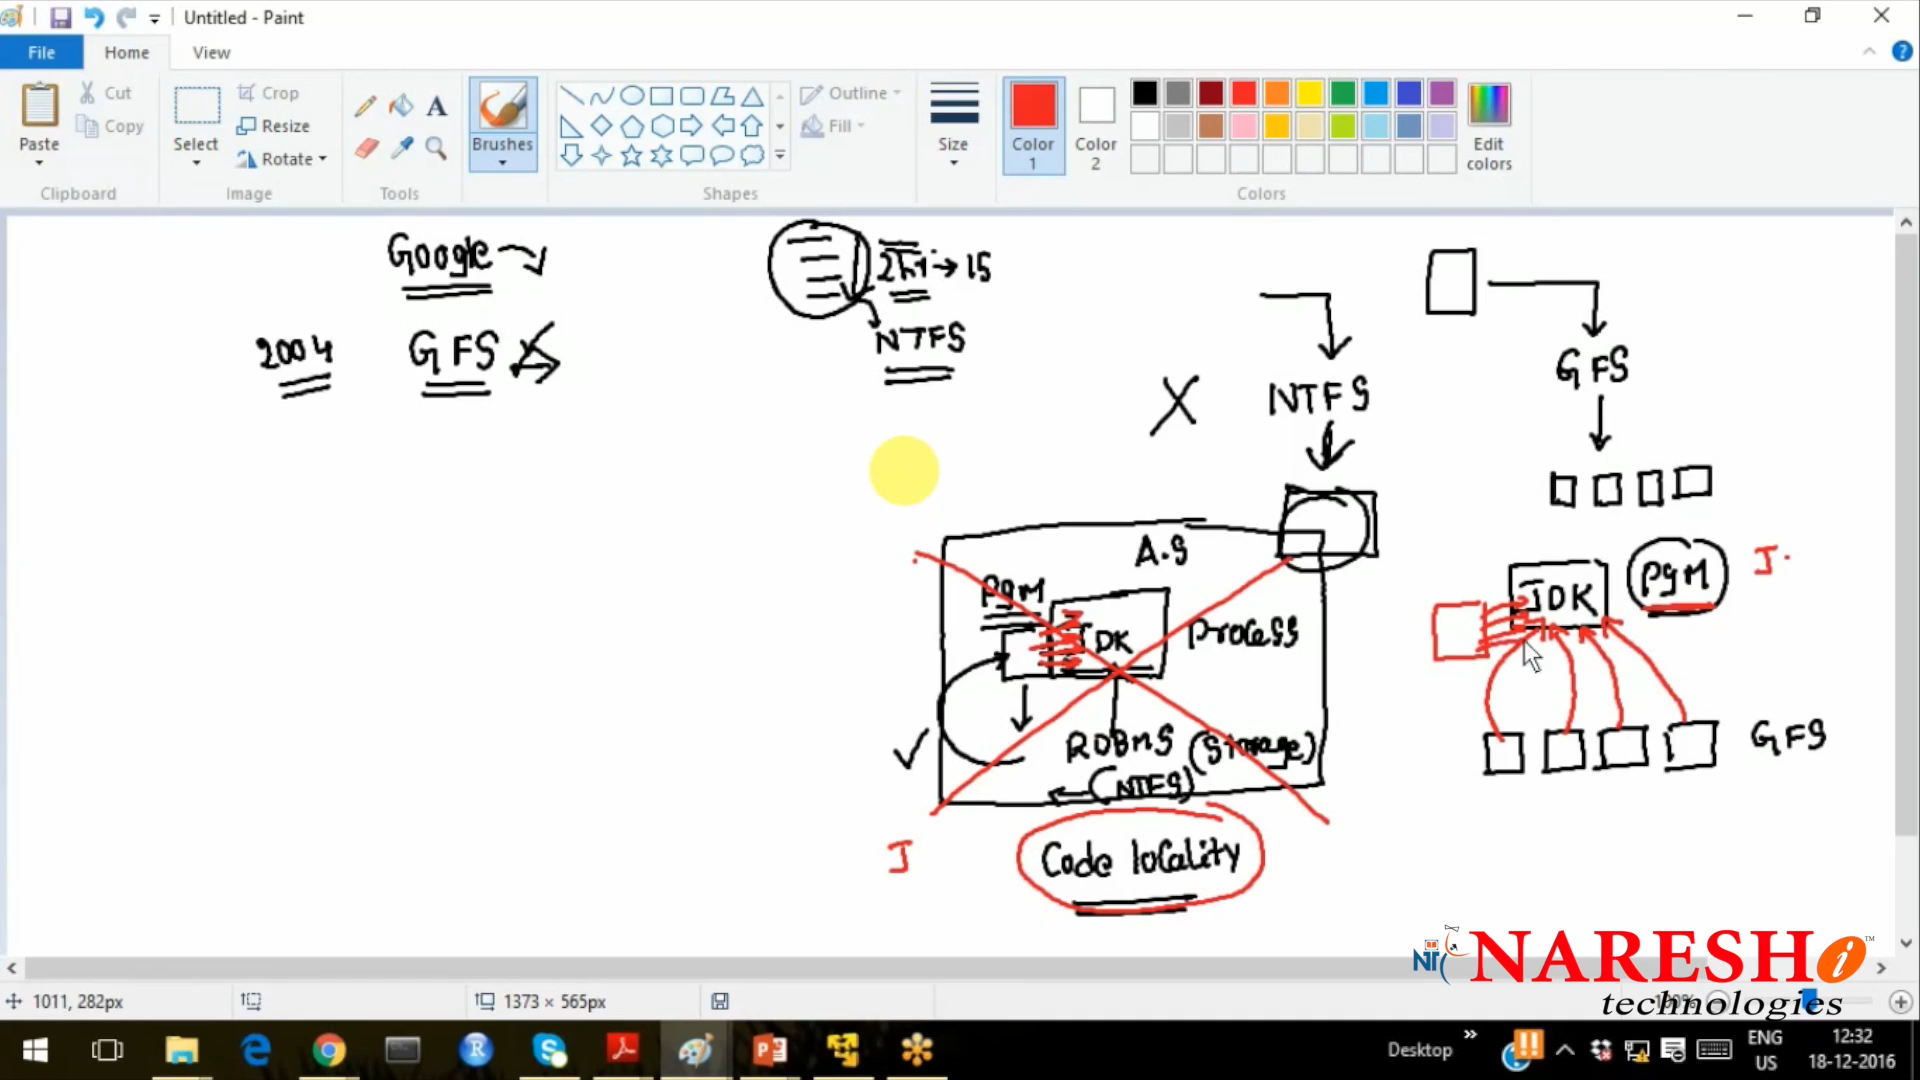 Untitled - Paint
File
Home
View
Paste
Cut
Copy
Clipboard
Select
Crop
Resize
Rotate
Image
Tools
Brushes
Shapes
Outline
Fill
Size
Color 1
Color 2
Edit colors
Colors
Google
2hr → 15
NTFS
2004
GFS
X
NTFS
GFS
A.S
PgM
JDK
Process
RDBMS (Storage)
(NTFS)
J
Code locality
JDK
PgM
J.
GFS
NARESH i ™
technologies
1011, 282px
1373 × 565px
100%
Desktop
ENG
US
12:32
18-12-2016